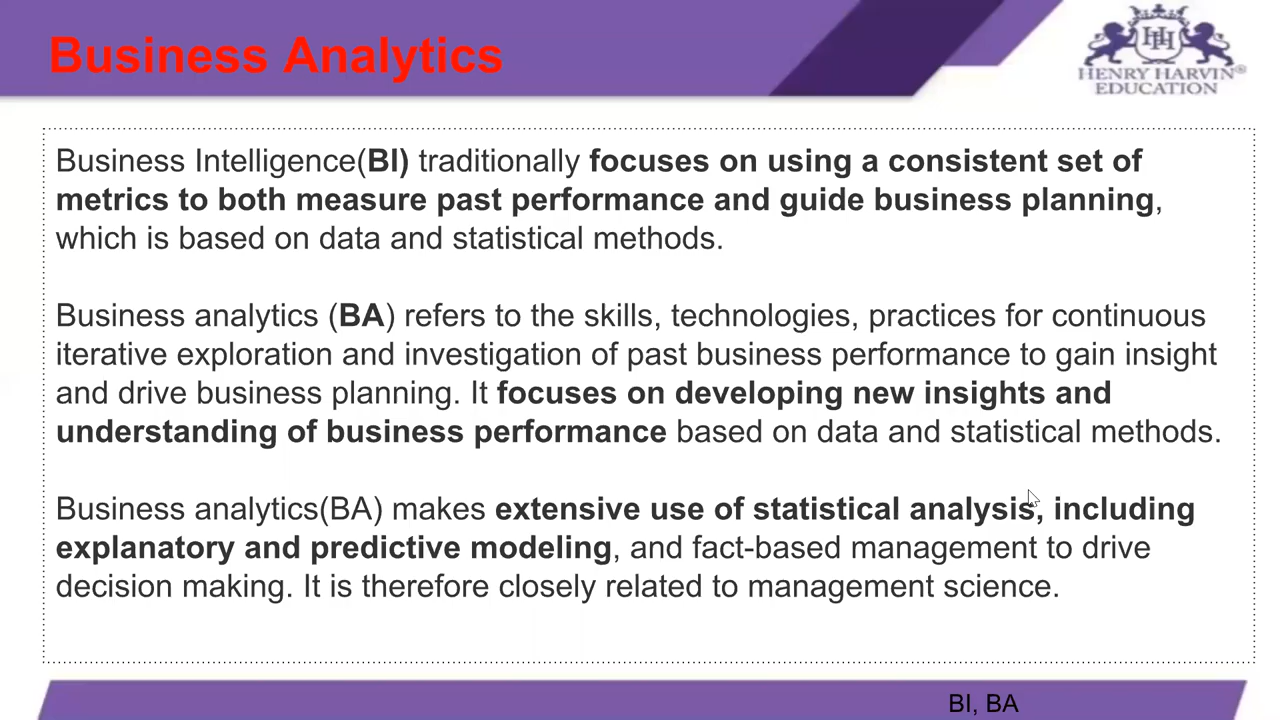 Business Analytics
HENRY HARVIN®
EDUCATION
Business Intelligence(BI) traditionally focuses on using a consistent set of
metrics to both measure past performance and guide business planning,
which is based on data and statistical methods.
Business analytics (BA) refers to the skills, technologies, practices for continuous
iterative exploration and investigation of past business performance to gain insight
and drive business planning. It focuses on developing new insights and
understanding of business performance based on data and statistical methods.
Business analytics(BA) makes extensive use of statistical analysis, including
explanatory and predictive modeling, and fact-based management to drive
decision making. It is therefore closely related to management science.
BI, BA